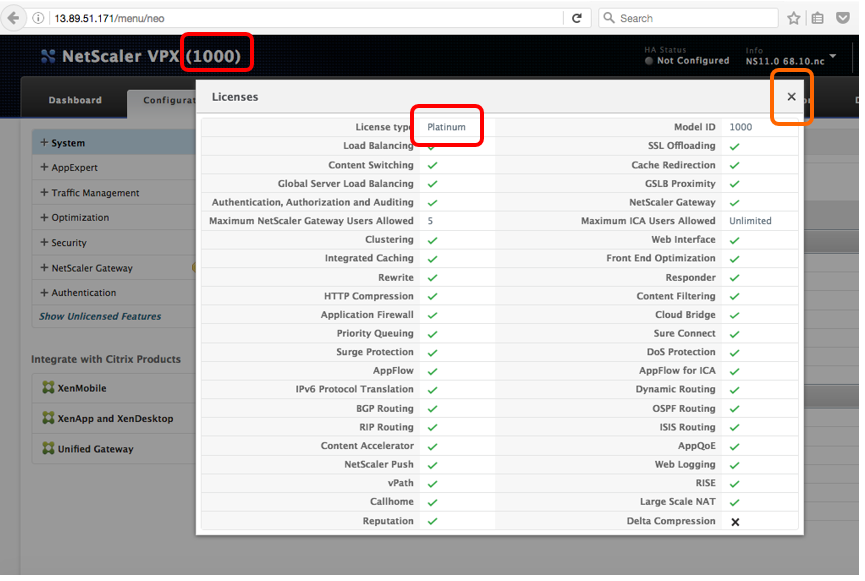 13.89.51.171/menu/neo
Search
NetScaler VPX (1000)
HA Status
Not Configured
Info
NS11.0 68.10.nc
Dashboard
Configurat
Licenses
System
AppExpert
Traffic Management
Optimization
Security
NetScaler Gateway
Authentication
Show Unlicensed Features
Integrate with Citrix Products
XenMobile
XenApp and XenDesktop
Unified Gateway
License type Platinum Model ID 1000
Load Balancing SSL Offloading
Content Switching Cache Redirection
Global Server Load Balancing GSLB Proximity
Authentication, Authorization and Auditing NetScaler Gateway
Maximum NetScaler Gateway Users Allowed 5 Maximum ICA Users Allowed Unlimited
Clustering Web Interface
Integrated Caching Front End Optimization
Rewrite Responder
HTTP Compression Content Filtering
Application Firewall Cloud Bridge
Priority Queuing Sure Connect
Surge Protection DoS Protection
AppFlow AppFlow for ICA
IPv6 Protocol Translation Dynamic Routing
BGP Routing OSPF Routing
RIP Routing ISIS Routing
Content Accelerator AppQoE
NetScaler Push Web Logging
vPath RISE
Callhome Large Scale NAT
Reputation Delta Compression